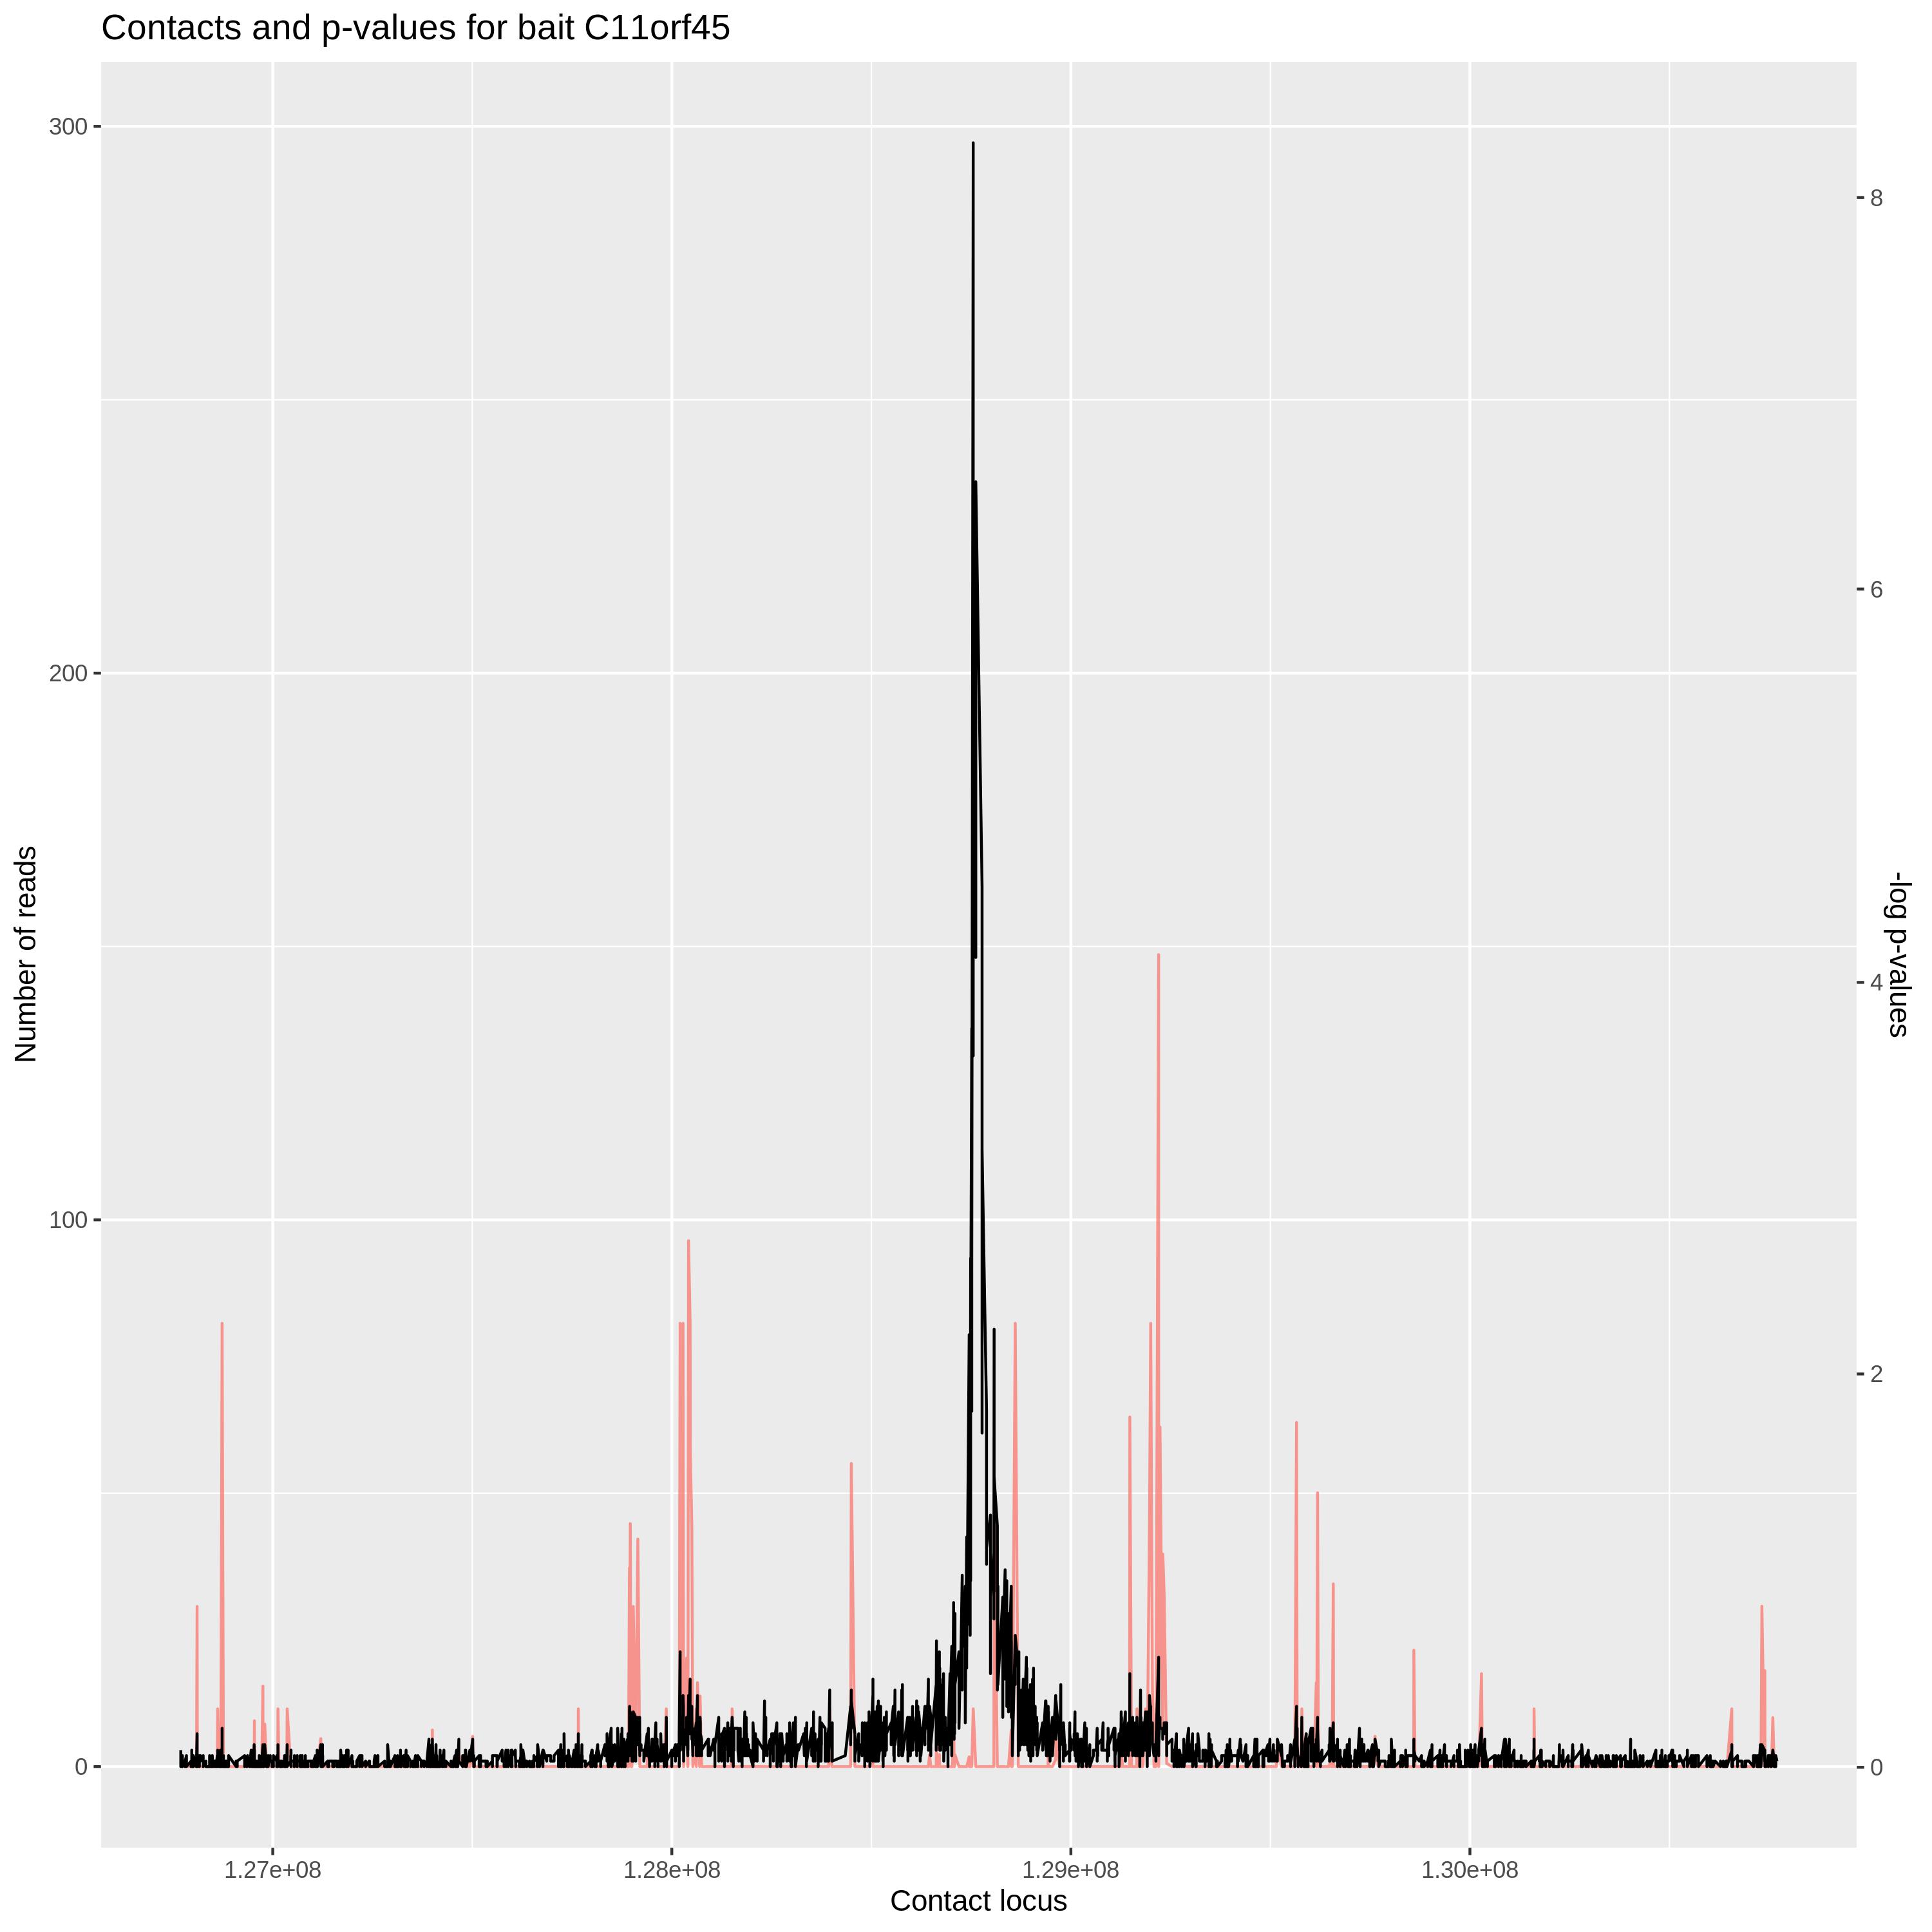 Contacts and p-values for bait C11orf45
300
200
100
0
Number of reads
8
6
4
2
0
-log p-values
1.27e+08
1.28e+08
1.29e+08
1.30e+08
Contact locus